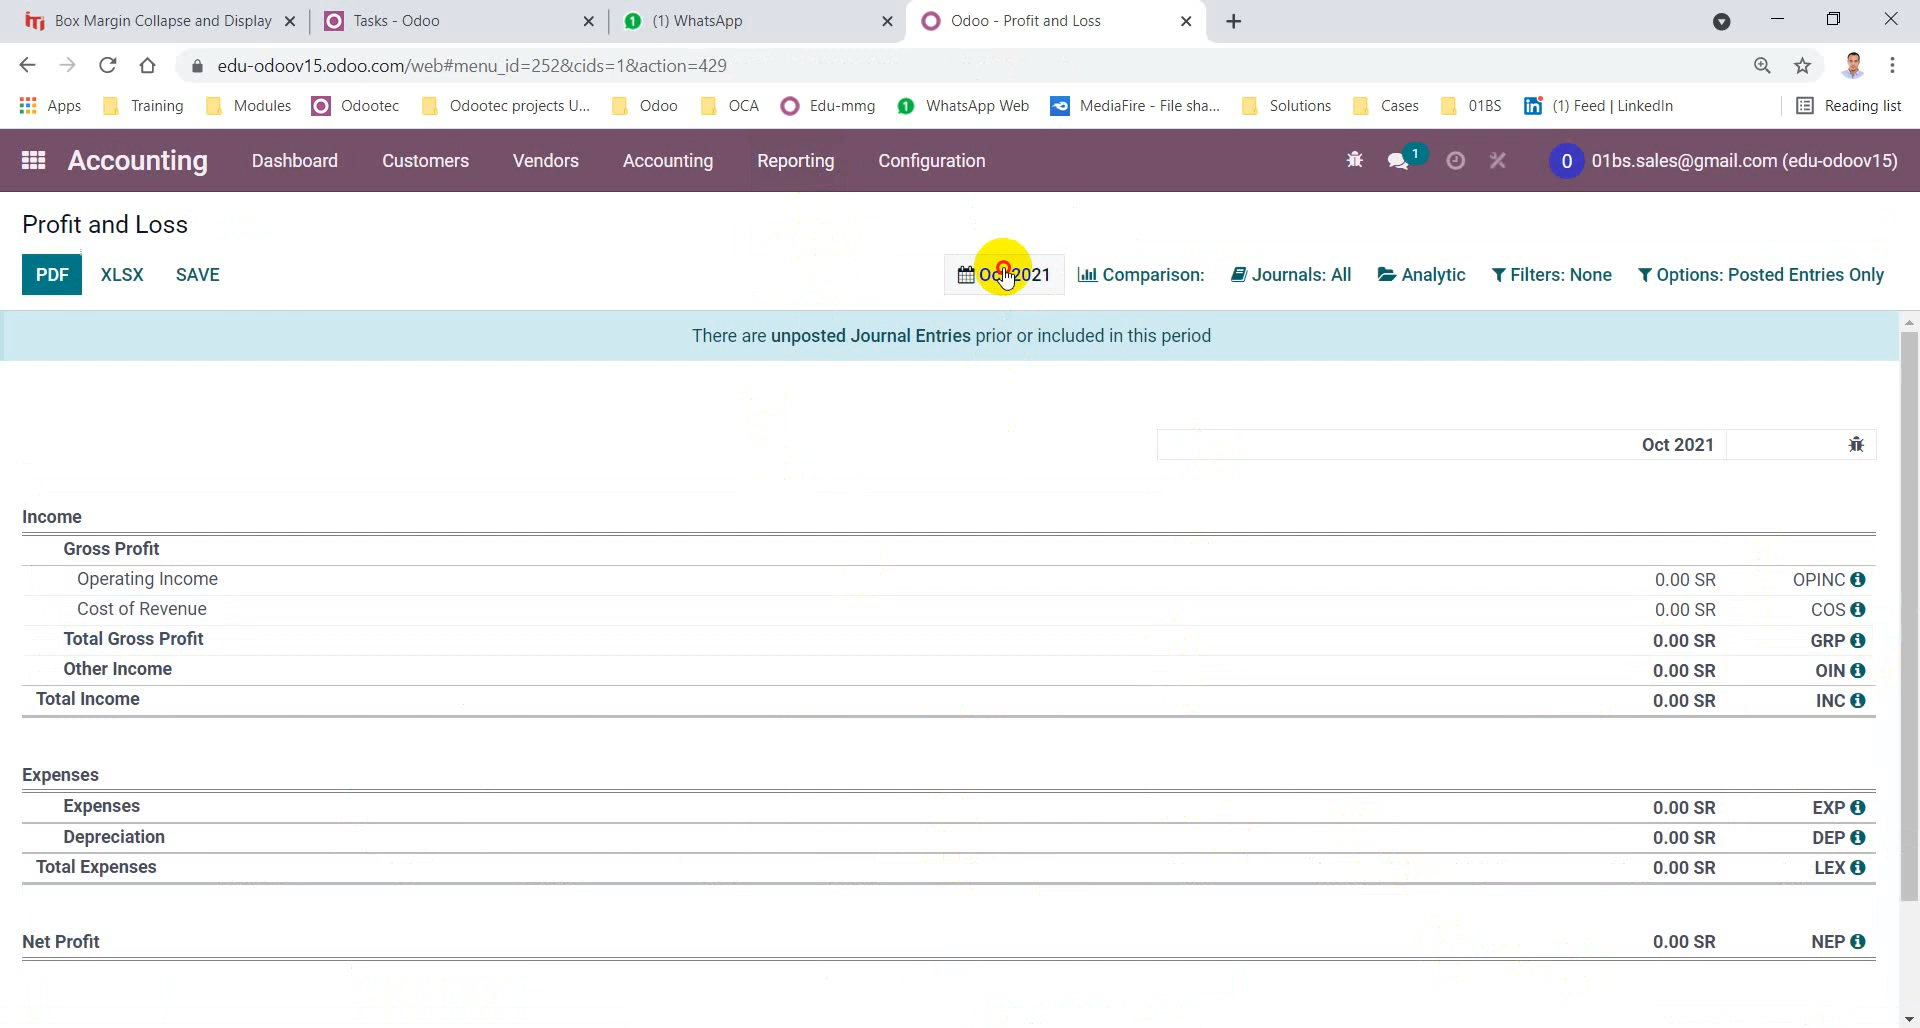 Box Margin Collapse and Display
Tasks - Odoo
1 (1) WhatsApp
Odoo - Profit and Loss
edu-odoov15.odoo.com/web#menu_id=252&cids=1&action=429
Apps Training Modules Odootec Odootec projects U... Odoo OCA Edu-mmg 1 WhatsApp Web MediaFire - File sha... Solutions Cases 01BS in (1) Feed | LinkedIn Reading list
Accounting Dashboard Customers Vendors Accounting Reporting Configuration 1 0 01bs.sales@gmail.com (edu-odoov15)
Profit and Loss
PDF XLSX SAVE Oct 2021 Comparison: Journals: All Analytic Filters: None Options: Posted Entries Only
There are unposted Journal Entries prior or included in this period
Oct 2021
Income
Gross Profit
Operating Income 0.00 SR OPINC
Cost of Revenue 0.00 SR COS
Total Gross Profit 0.00 SR GRP
Other Income 0.00 SR OIN
Total Income 0.00 SR INC
Expenses
Expenses 0.00 SR EXP
Depreciation 0.00 SR DEP
Total Expenses 0.00 SR LEX
Net Profit 0.00 SR NEP